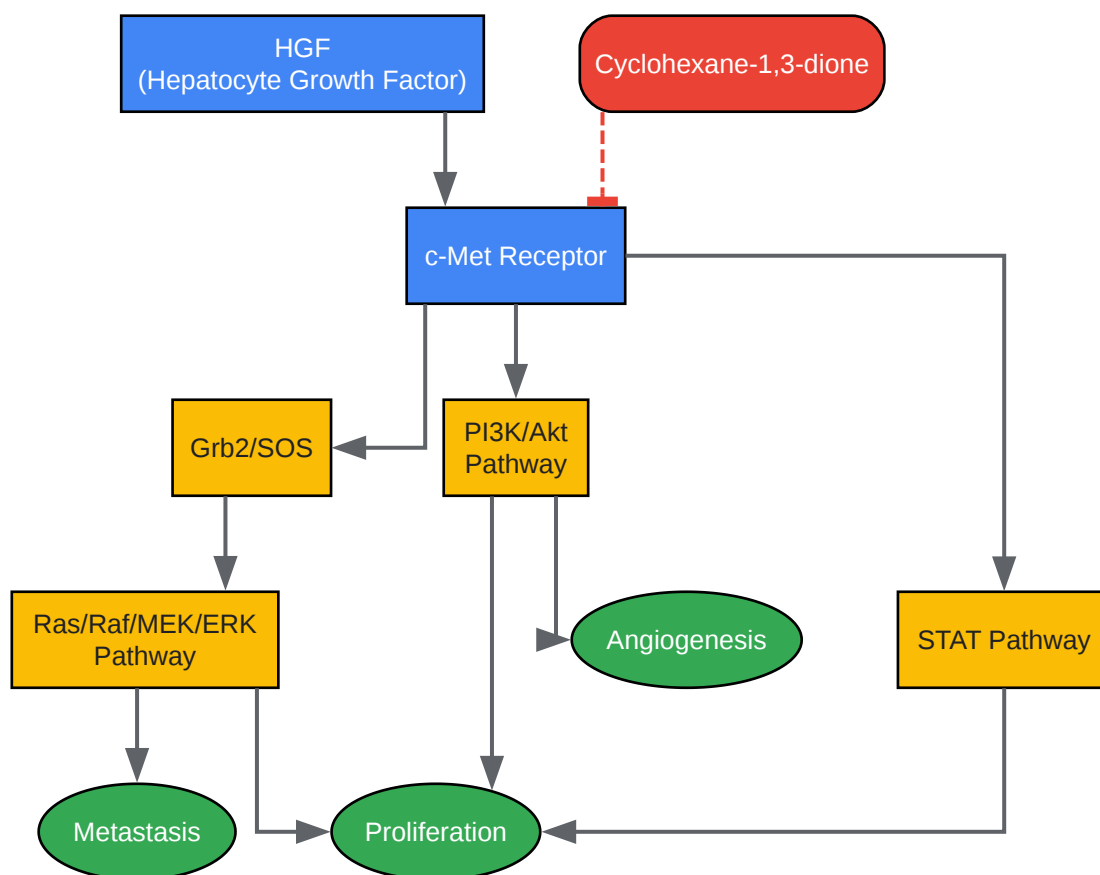 HGF
(Hepatocyte Growth Factor)
Cyclohexane-1,3-dione
c-Met Receptor
Grb2/SOS
PI3K/Akt
Pathway
Ras/Raf/MEK/ERK
Pathway
Angiogenesis
STAT Pathway
Metastasis
Proliferation